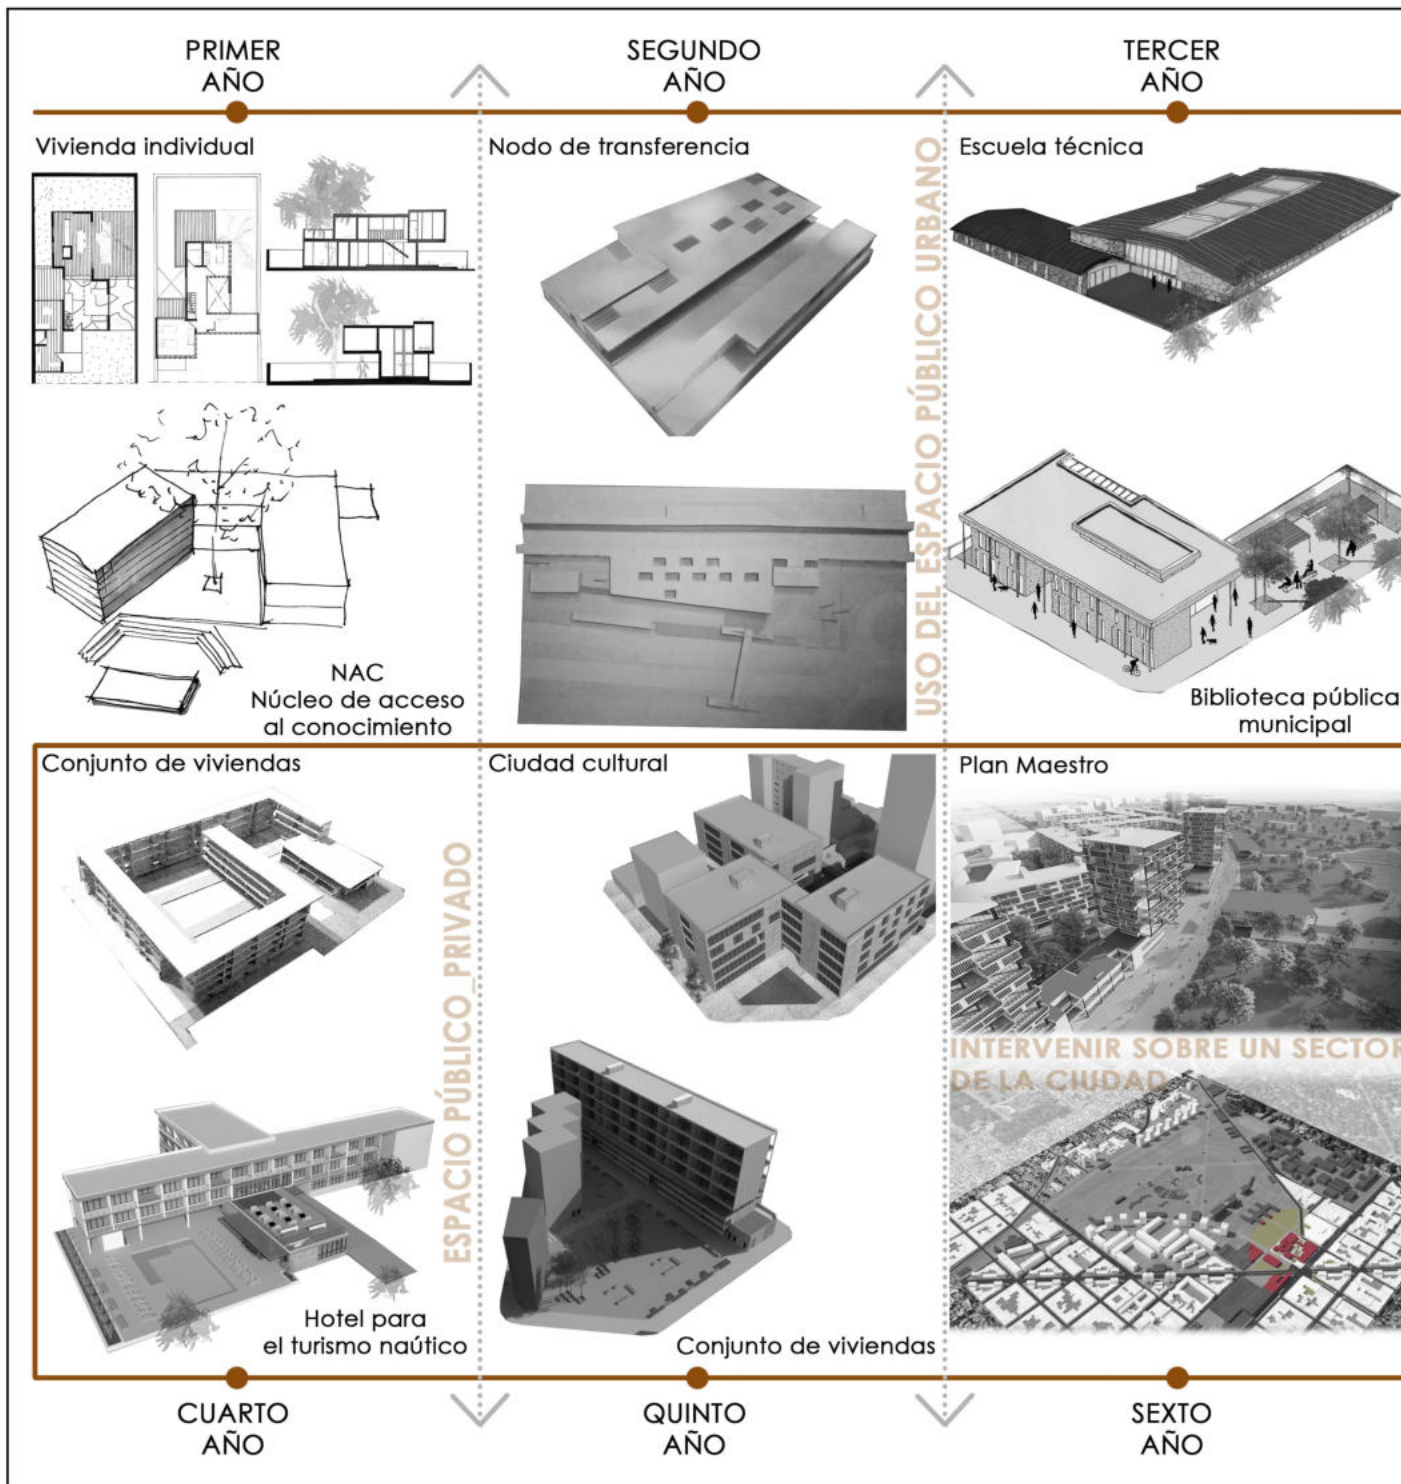 PRIMER
AÑO
SEGUNDO
AÑO
TERCER
AÑO
Vivienda individual
Nodo de transferencia
Escuela técnica
USO DEL ESPACIO PÚBLICO URBANO
NAC
Núcleo de acceso
al conocimiento
Biblioteca pública
municipal
Conjunto de viviendas
Ciudad cultural
Plan Maestro
ESPACIO PÚBLICO_PRIVADO
INTERVENIR SOBRE UN SECTOR
DE LA CIUDAD
Hotel para
el turismo naútico
Conjunto de viviendas
CUARTO
AÑO
QUINTO
AÑO
SEXTO
AÑO